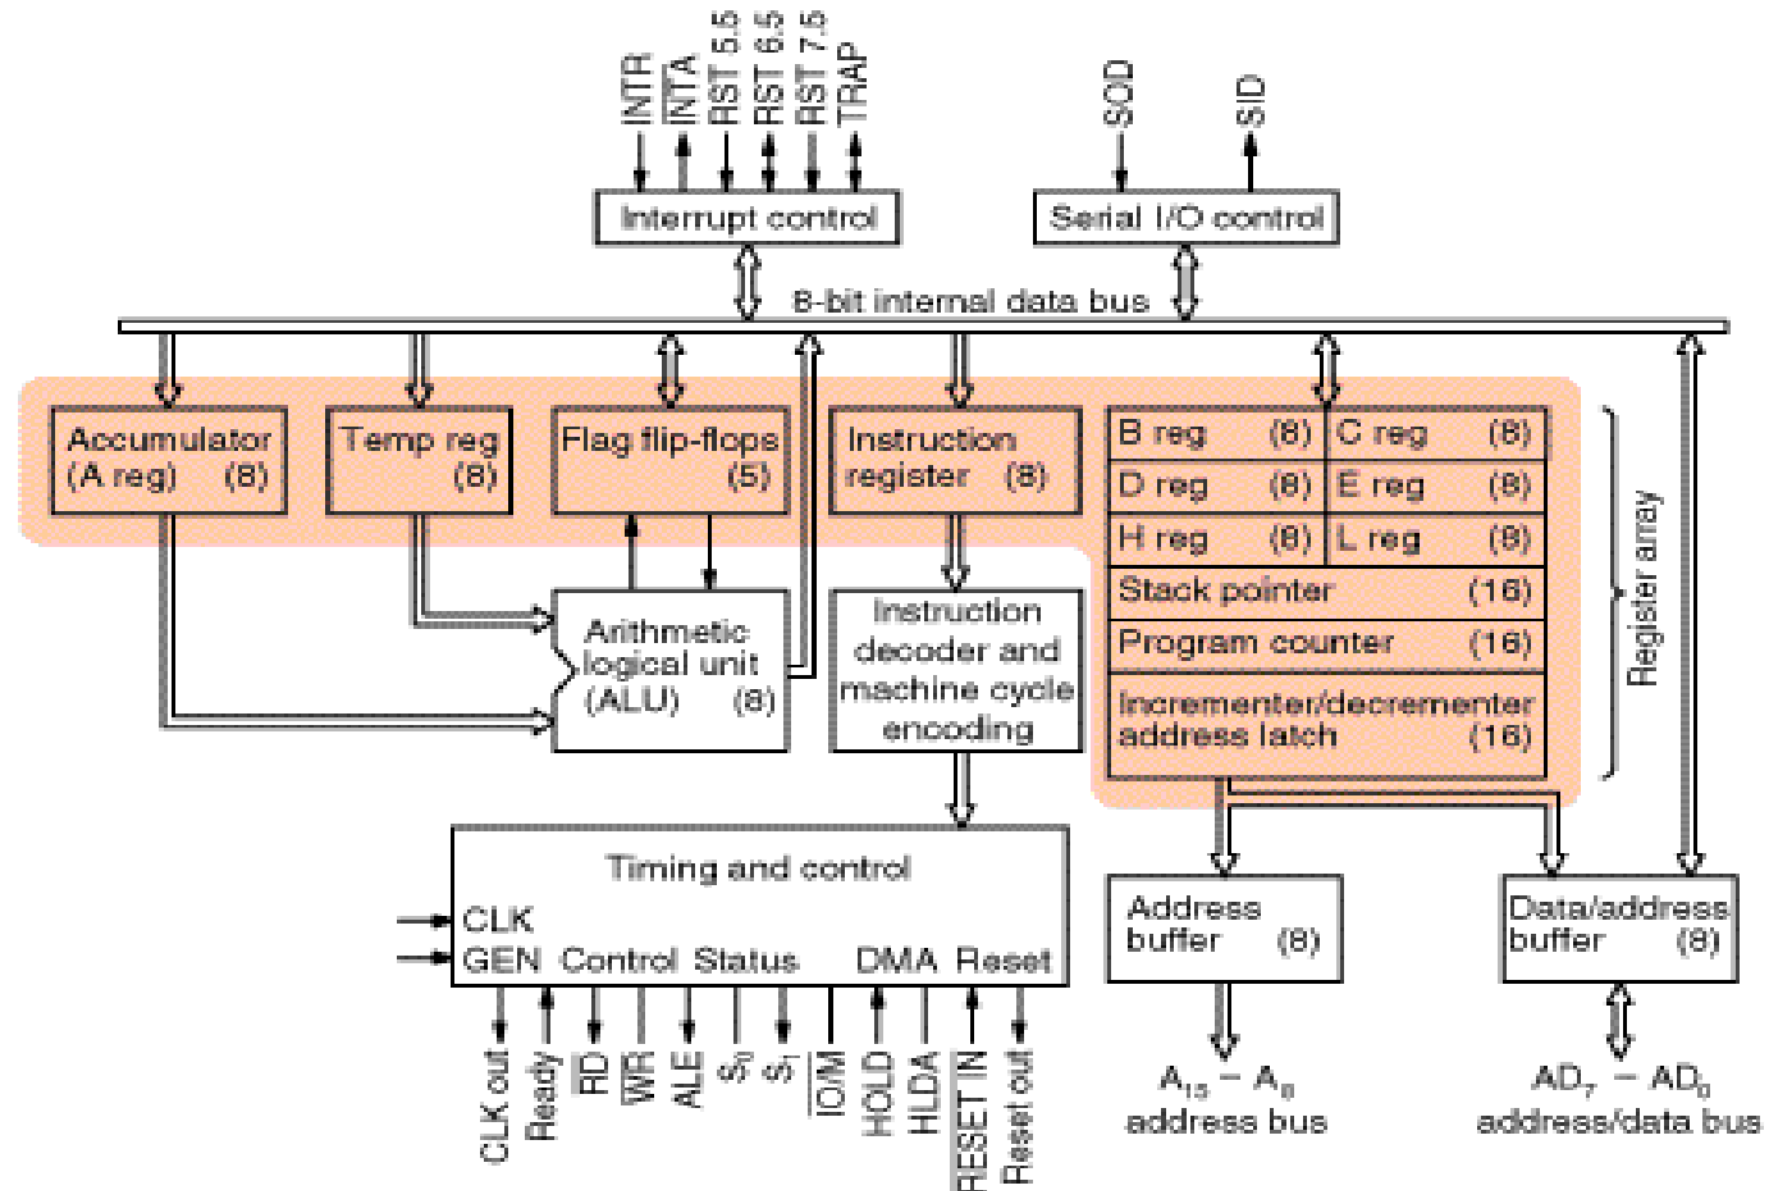 INTR
INTA
RST 5.5
RST 6.5
RST 7.5
TRAP
SOD
SID
Interrupt control
Serial I/O control
8-bit internal data bus
Accumulator
(A reg) (8)
Temp reg
(8)
Flag flip-flops
(5)
Instruction
register (8)
B reg (8) C reg (8)
D reg (8) E reg (8)
H reg (8) L reg (8)
Stack pointer (16)
Program counter (16)
Incrementer/decrementer
address latch (16)
Register array
Arithmetic
logical unit
(ALU) (8)
Instruction
decoder and
machine cycle
encoding
Timing and control
CLK
GEN Control Status DMA Reset
CLK out
Ready
RD
WR
ALE
S0
S1
IO/M
HOLD
HLDA
RESET IN
Reset out
Address
buffer (8)
Data/address
buffer (8)
A15 – A8
address bus
AD7 – AD0
address/data bus